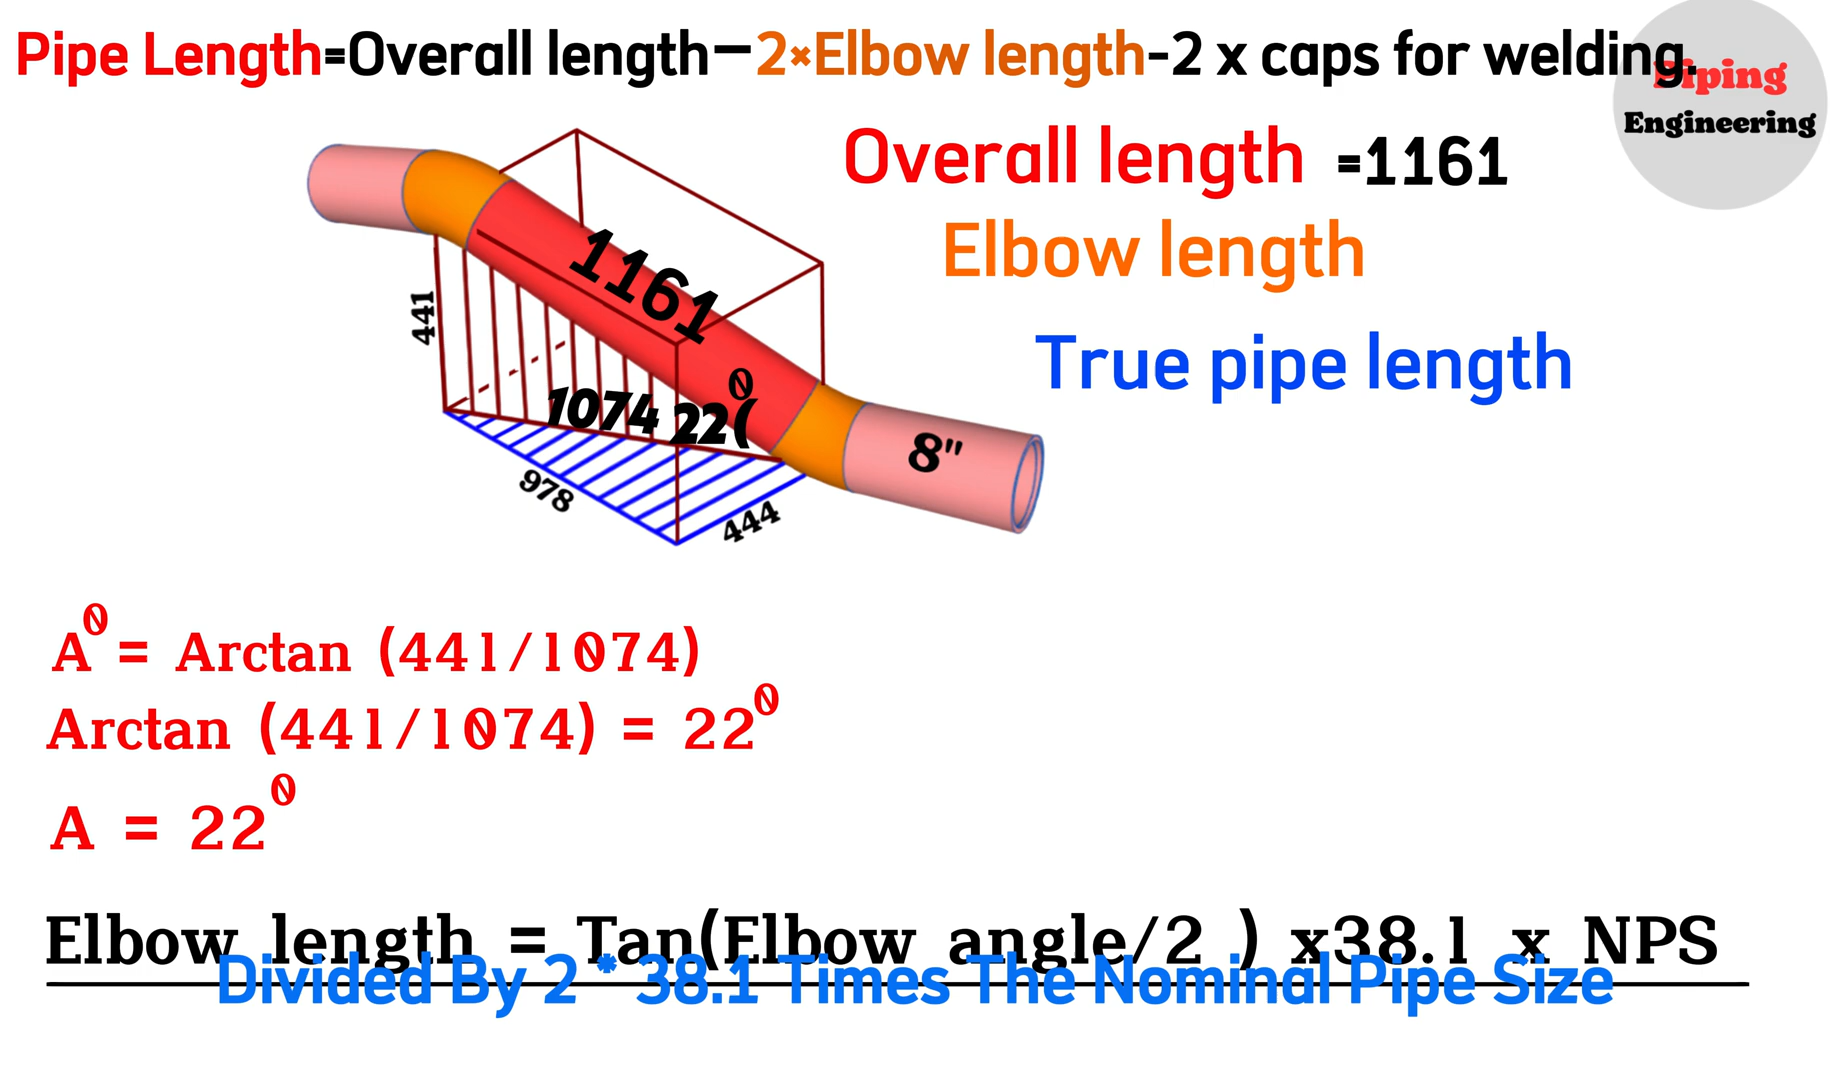 Pipe Length=Overall length−2×Elbow length-2 x caps for welding.
Piping
Engineering
Overall length =1161
Elbow length
True pipe length
1161
441
1074 22(⁰
978
444
8"
A⁰ = Arctan (441/1074)
Arctan (441/1074) = 22⁰
A = 22⁰
Elbow length = Tan(Elbow angle/2 ) x38.1 x NPS
Divided By 2 * 38.1 Times The Nominal Pipe Size